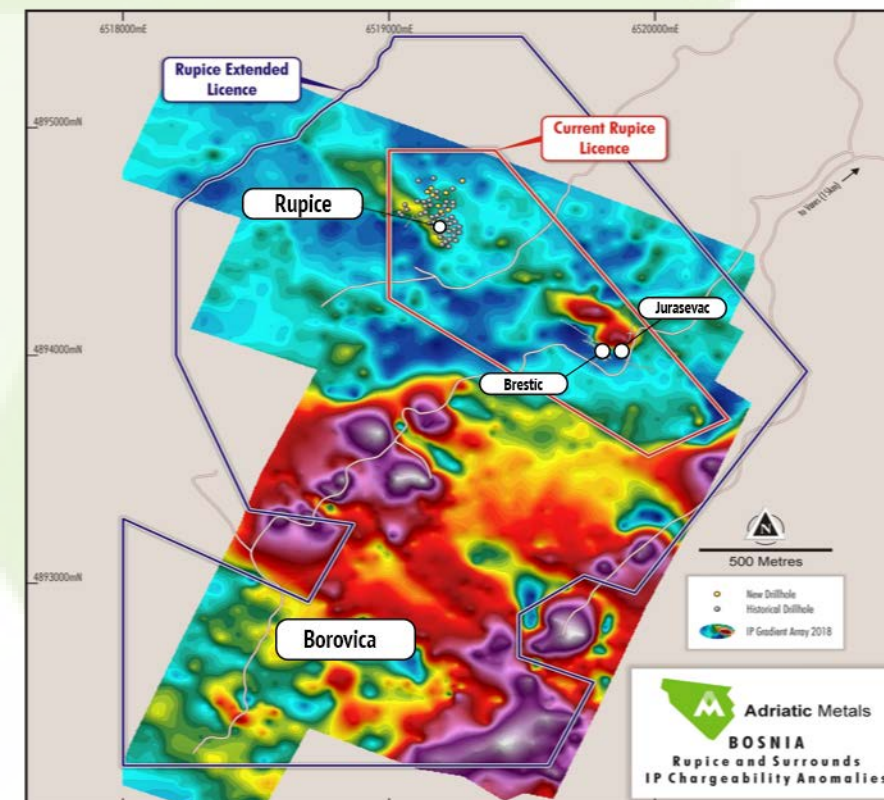 6518000mE
6519000mE
6520000mE
Rupice Extended
Licence
4895000mN
Current Rupice
Licence
Rupice
to Vares (15km)
Jurasevac
4894000mN
Brestic
N
500 Metres
4893000mN
New Drillhole
Historical Drillhole
IP Gradient Array 2018
Borovica
Adriatic Metals
BOSNIA
Rupice and Surrounds
IP Chargeability Anomalies